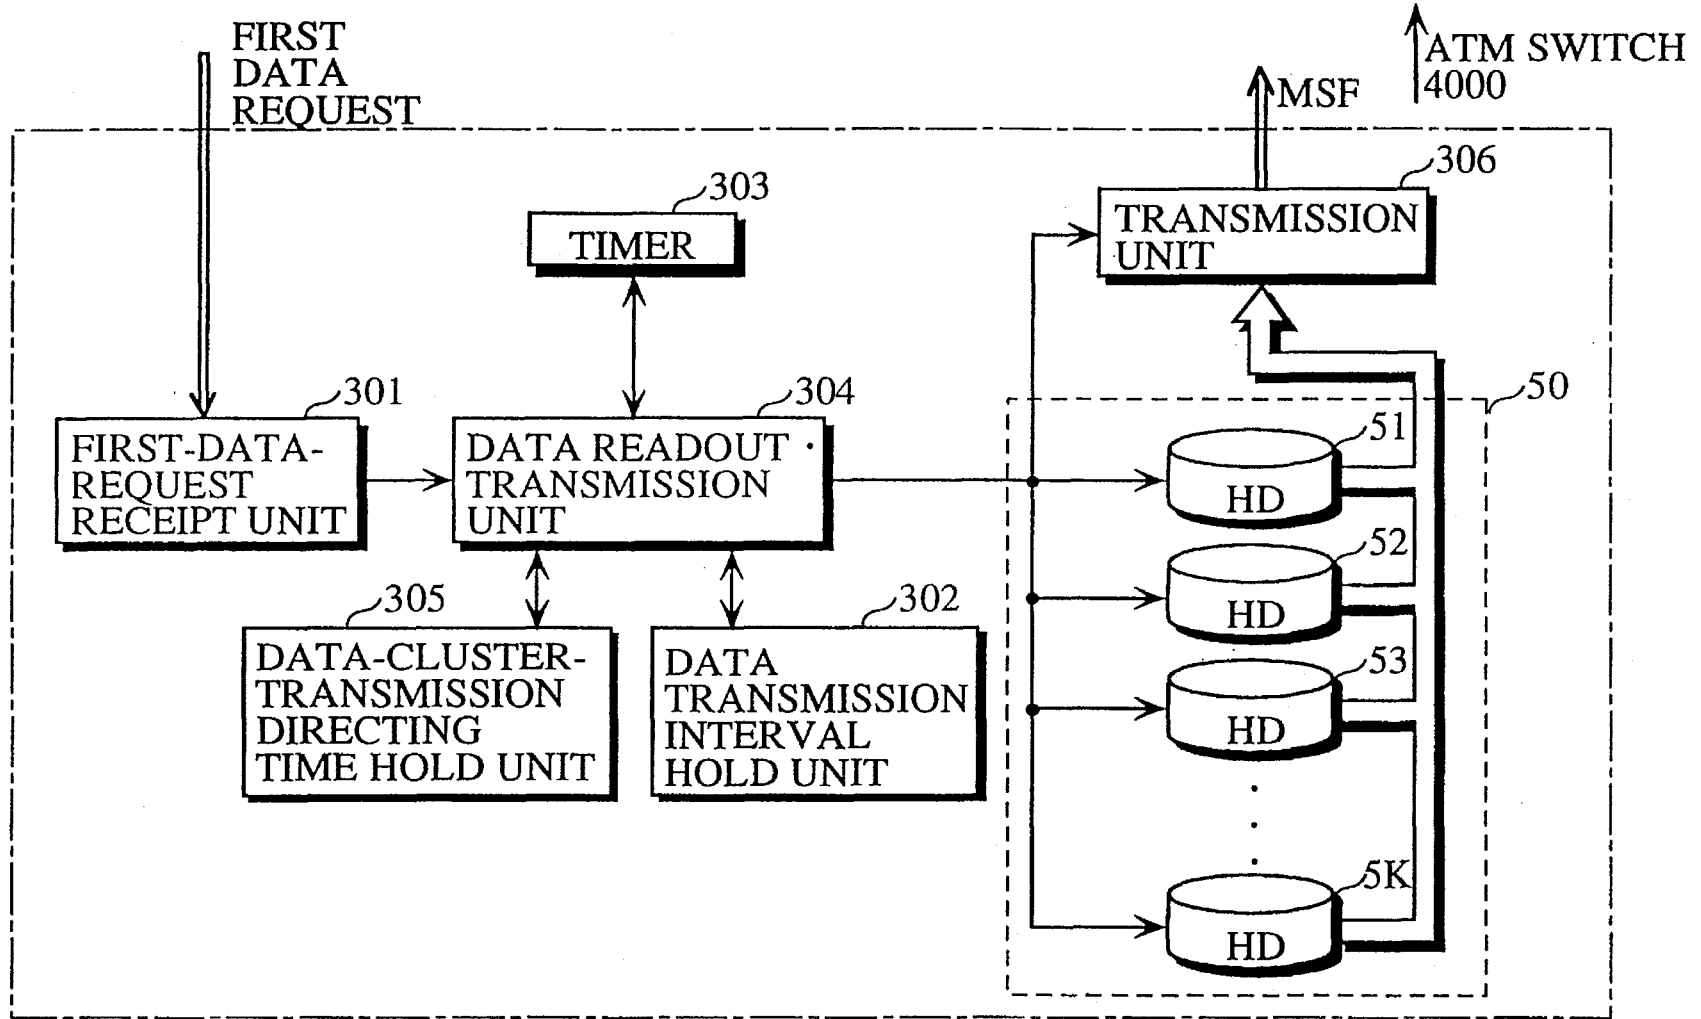 FIRST
DATA
REQUEST
ATM SWITCH
4000
MSF
306
TRANSMISSION
UNIT
303
TIMER
301
FIRST-DATA-
REQUEST
RECEIPT UNIT
304
DATA READOUT ·
TRANSMISSION
UNIT
305
DATA-CLUSTER-
TRANSMISSION
DIRECTING
TIME HOLD UNIT
302
DATA
TRANSMISSION
INTERVAL
HOLD UNIT
50
51
HD
52
HD
53
HD
5K
HD